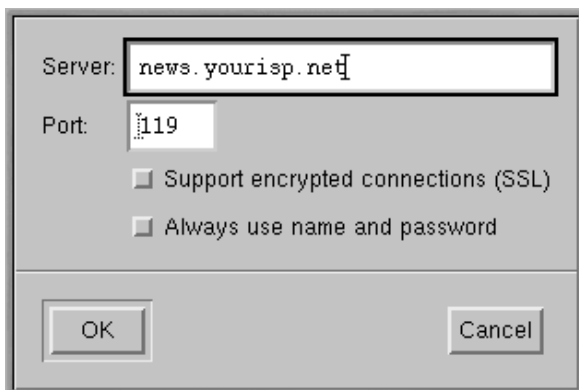 Server: news.yourisp.net
Port: 119
Support encrypted connections (SSL)
Always use name and password
OK Cancel